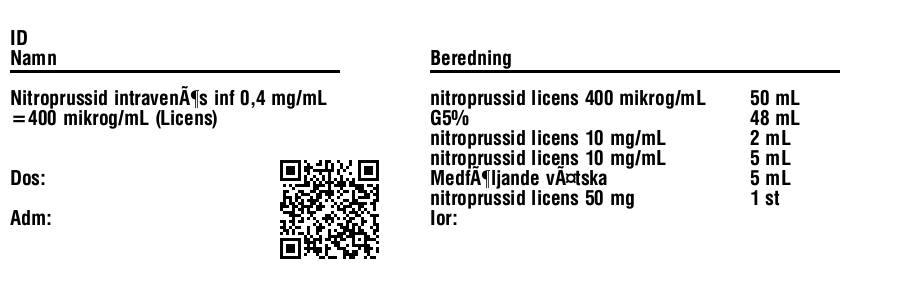 ID
Namn
Nitroprussid intravenÃ¶s inf 0,4 mg/mL
=400 mikrog/mL (Licens)
Dos:
Adm:
Beredning
nitroprussid licens 400 mikrog/mL 50 mL
G5% 48 mL
nitroprussid licens 10 mg/mL 2 mL
nitroprussid licens 10 mg/mL 5 mL
MedfÃ¶ljande vÃ¤tska 5 mL
nitroprussid licens 50 mg 1 st
Ior: